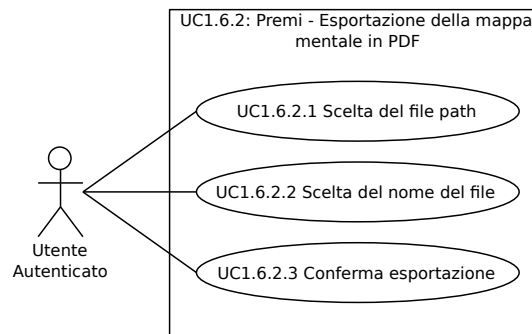 UC1.6.2: Premi - Esportazione della mappa
mentale in PDF
UC1.6.2.1 Scelta del file path
UC1.6.2.2 Scelta del nome del file
UC1.6.2.3 Conferma esportazione
Utente
Autenticato